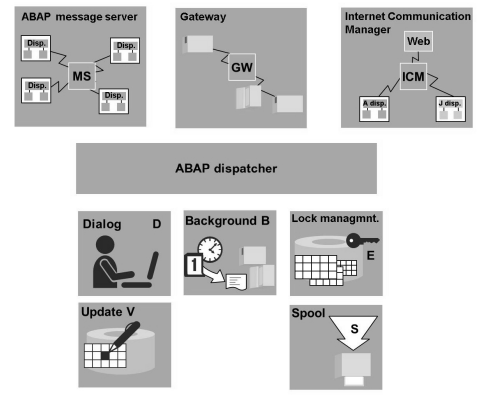 ABAP message server
Disp.
Disp.
MS
Disp.
Disp.
Gateway
GW
Internet Communication
Manager
Web
ICM
A disp.
J disp.
ABAP dispatcher
Dialog D
Background B
1
Lock managmnt.
E
Update V
Spool
S